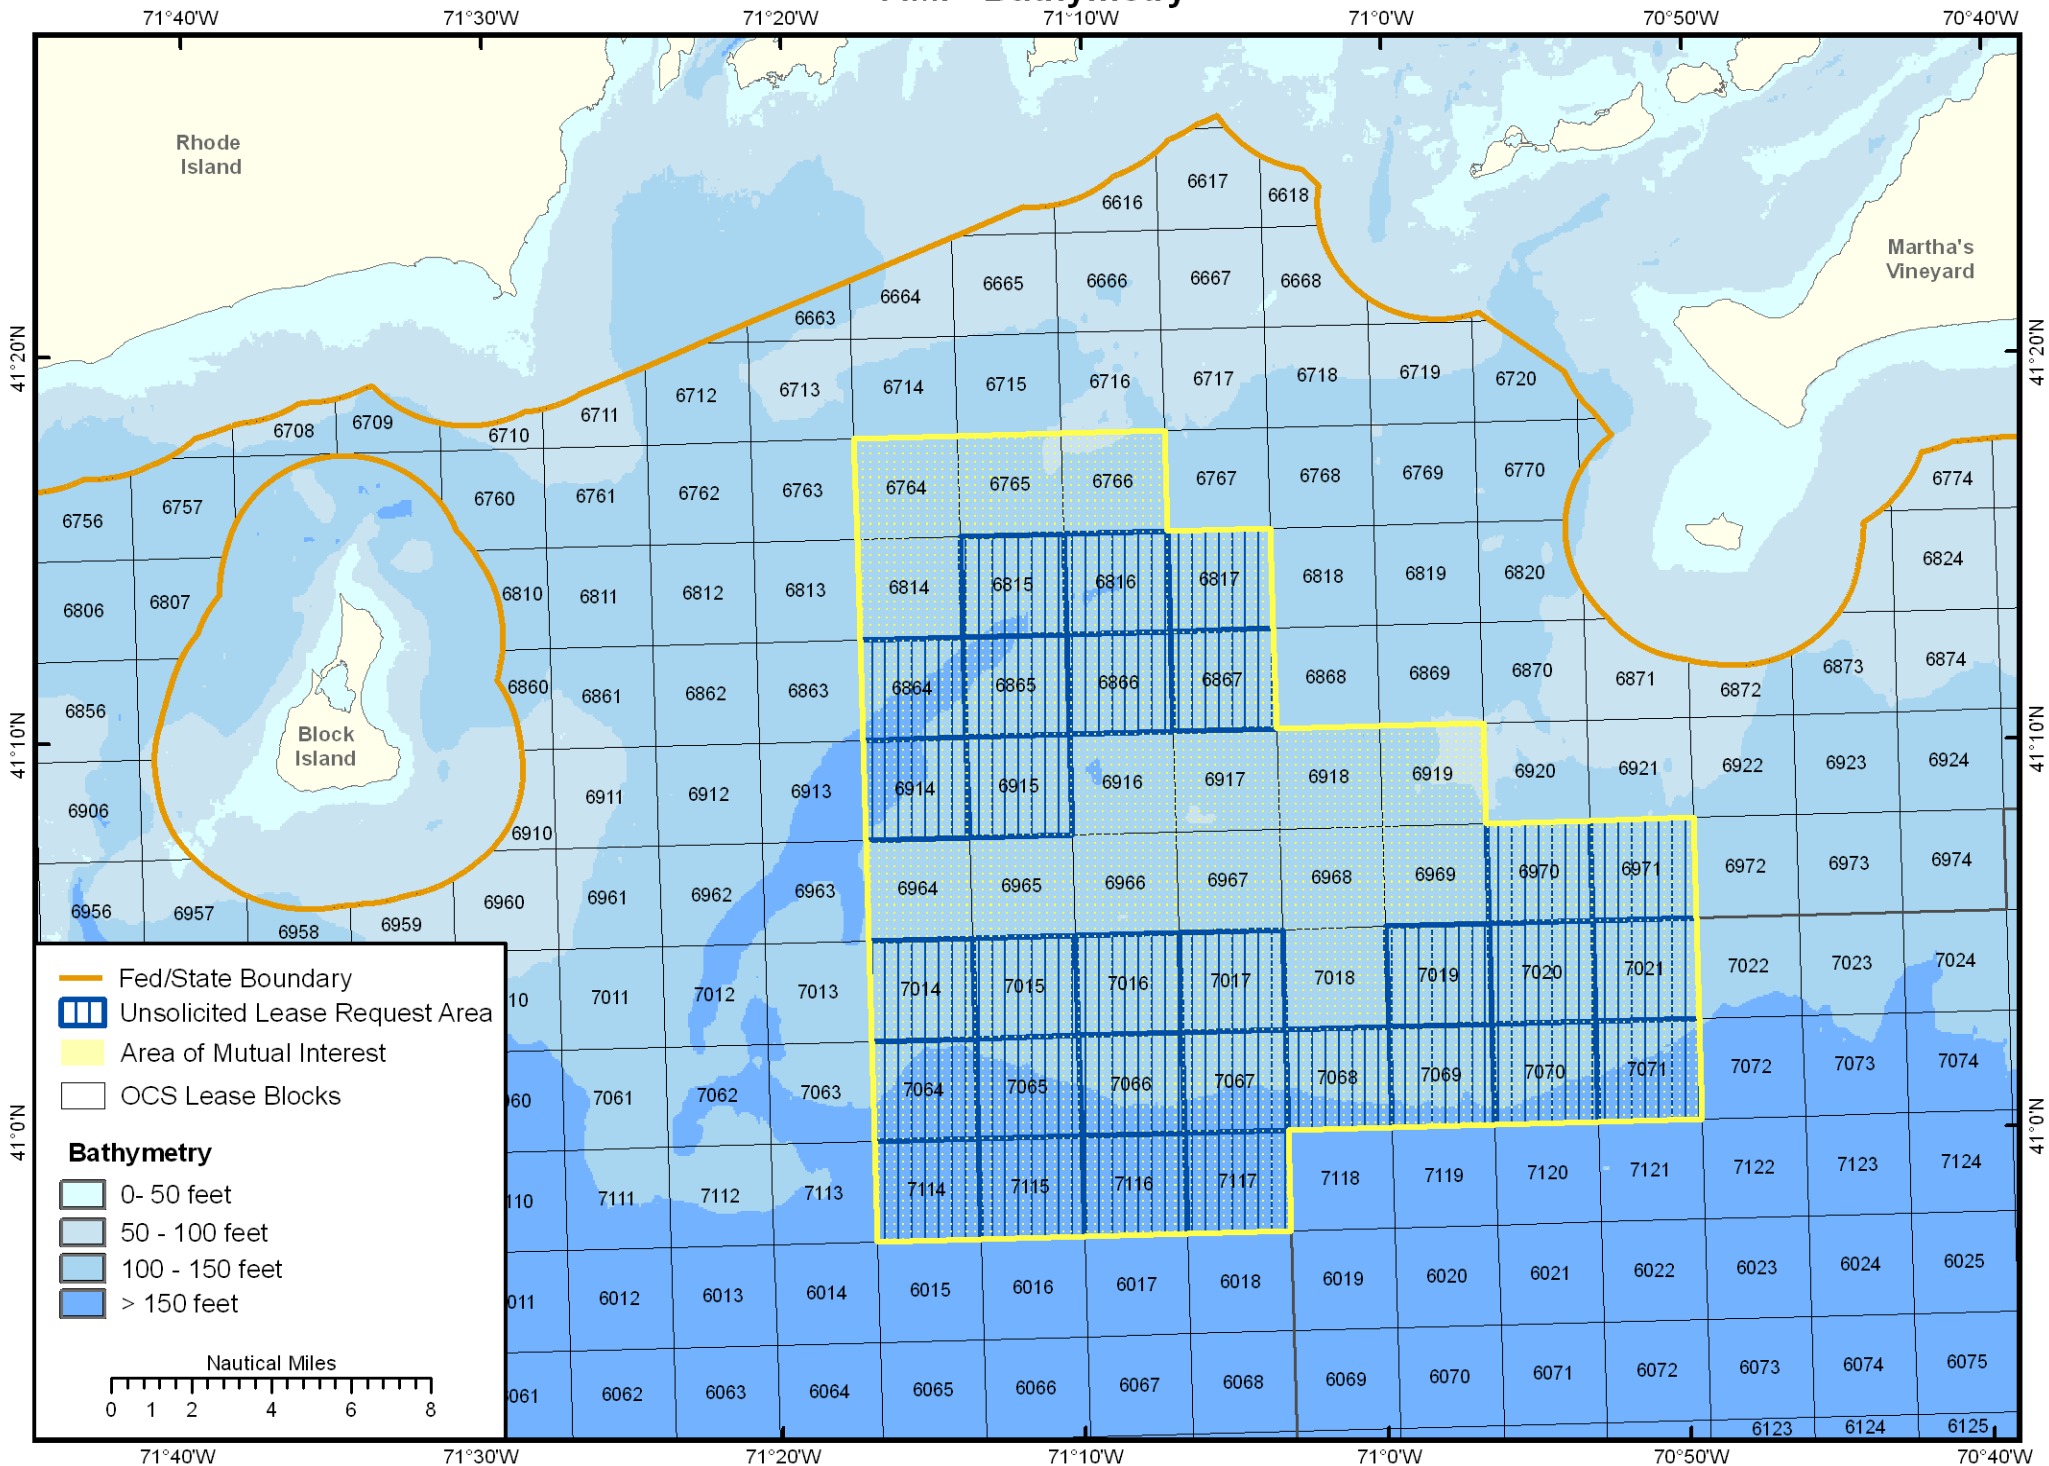 Bathymetry
71°40'W 71°30'W 71°20'W 71°10'W 71°0'W 70°50'W 70°40'W
Rhode
Island
6617
6616 6618
Martha's
Vineyard
6664 6665 6666 6667 6668
6663
41°20'N 41°20'N
6708 6709 6710 6711 6712 6713 6714 6715 6716 6717 6718 6719 6720
6756 6757 6760 6761 6762 6763 6764 6765 6766 6767 6768 6769 6770 6774
6806 6807 6810 6811 6812 6813 6814 6815 6816 6817 6818 6819 6820 6824
6856 6860 6861 6862 6863 6864 6865 6866 6867 6868 6869 6870 6871 6872 6873 6874
41°10'N 41°10'N
Block
Island
6906 6910 6911 6912 6913 6914 6915 6916 6917 6918 6919 6920 6921 6922 6923 6924
6956 6957 6958 6959 6960 6961 6962 6963 6964 6965 6966 6967 6968 6969 6970 6971 6972 6973 6974
10 7011 7012 7013 7014 7015 7016 7017 7018 7019 7020 7021 7022 7023 7024
60 7061 7062 7063 7064 7065 7066 7067 7068 7069 7070 7071 7072 7073 7074
41°0'N 41°0'N
110 7111 7112 7113 7114 7115 7116 7117 7118 7119 7120 7121 7122 7123 7124
011 6012 6013 6014 6015 6016 6017 6018 6019 6020 6021 6022 6023 6024 6025
061 6062 6063 6064 6065 6066 6067 6068 6069 6070 6071 6072 6073 6074 6075
6123 6124 6125
Fed/State Boundary
Unsolicited Lease Request Area
Area of Mutual Interest
OCS Lease Blocks
Bathymetry
0- 50 feet
50 - 100 feet
100 - 150 feet
> 150 feet
Nautical Miles
0 1 2 4 6 8
71°40'W 71°30'W 71°20'W 71°10'W 71°0'W 70°50'W 70°40'W